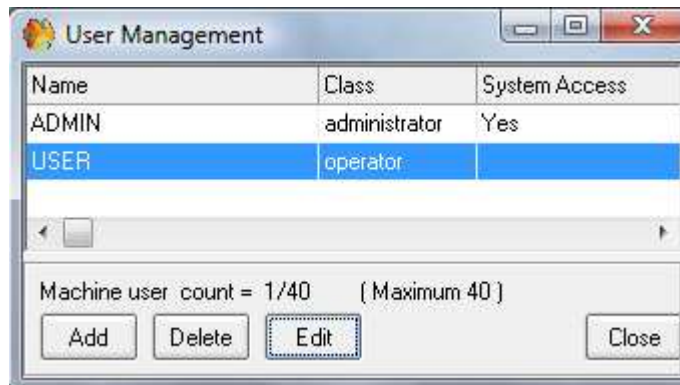 User Management
Name Class System Access
ADMIN administrator Yes
USER operator
Machine user count = 1/40 ( Maximum 40 )
Add Delete Edit Close